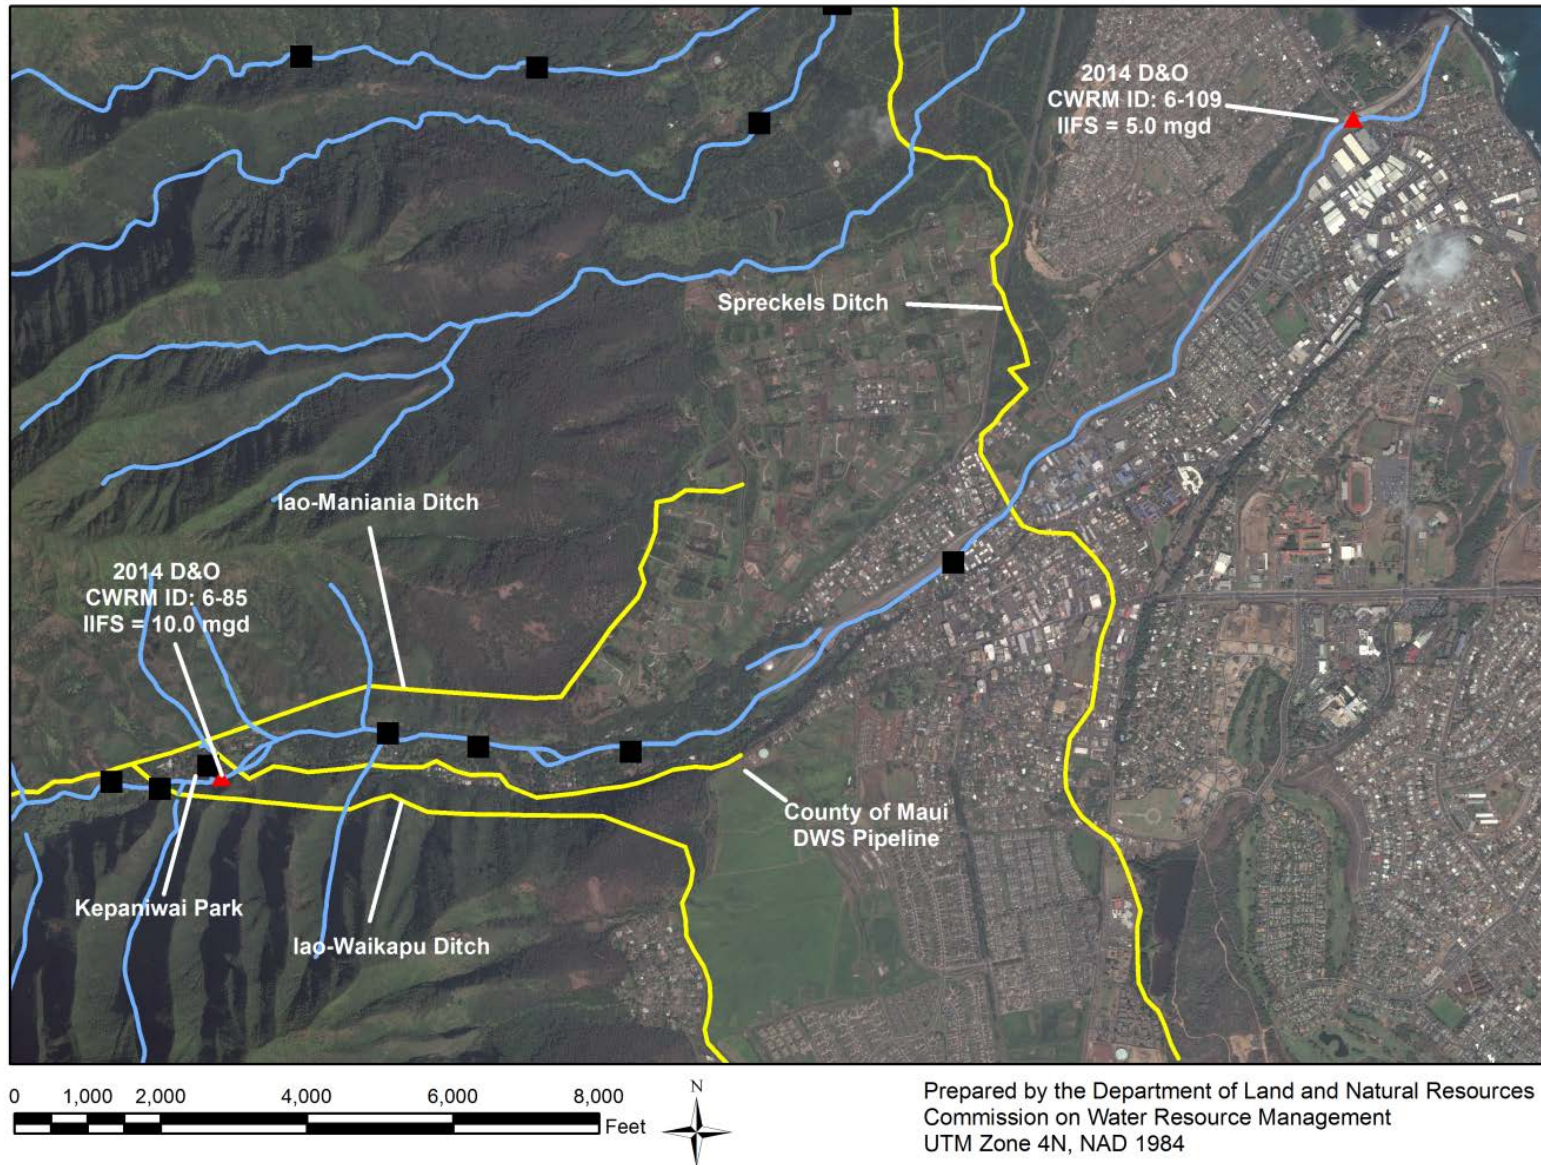 2014 D&O
CWRM ID: 6-109
IIFS = 5.0 mgd
Spreckels Ditch
Iao-Maniania Ditch
2014 D&O
CWRM ID: 6-85
IIFS = 10.0 mgd
County of Maui
DWS Pipeline
Kepaniwai Park
Iao-Waikapu Ditch
0 1,000 2,000 4,000 6,000 8,000
Feet
N
Prepared by the Department of Land and Natural Resources
Commission on Water Resource Management
UTM Zone 4N, NAD 1984